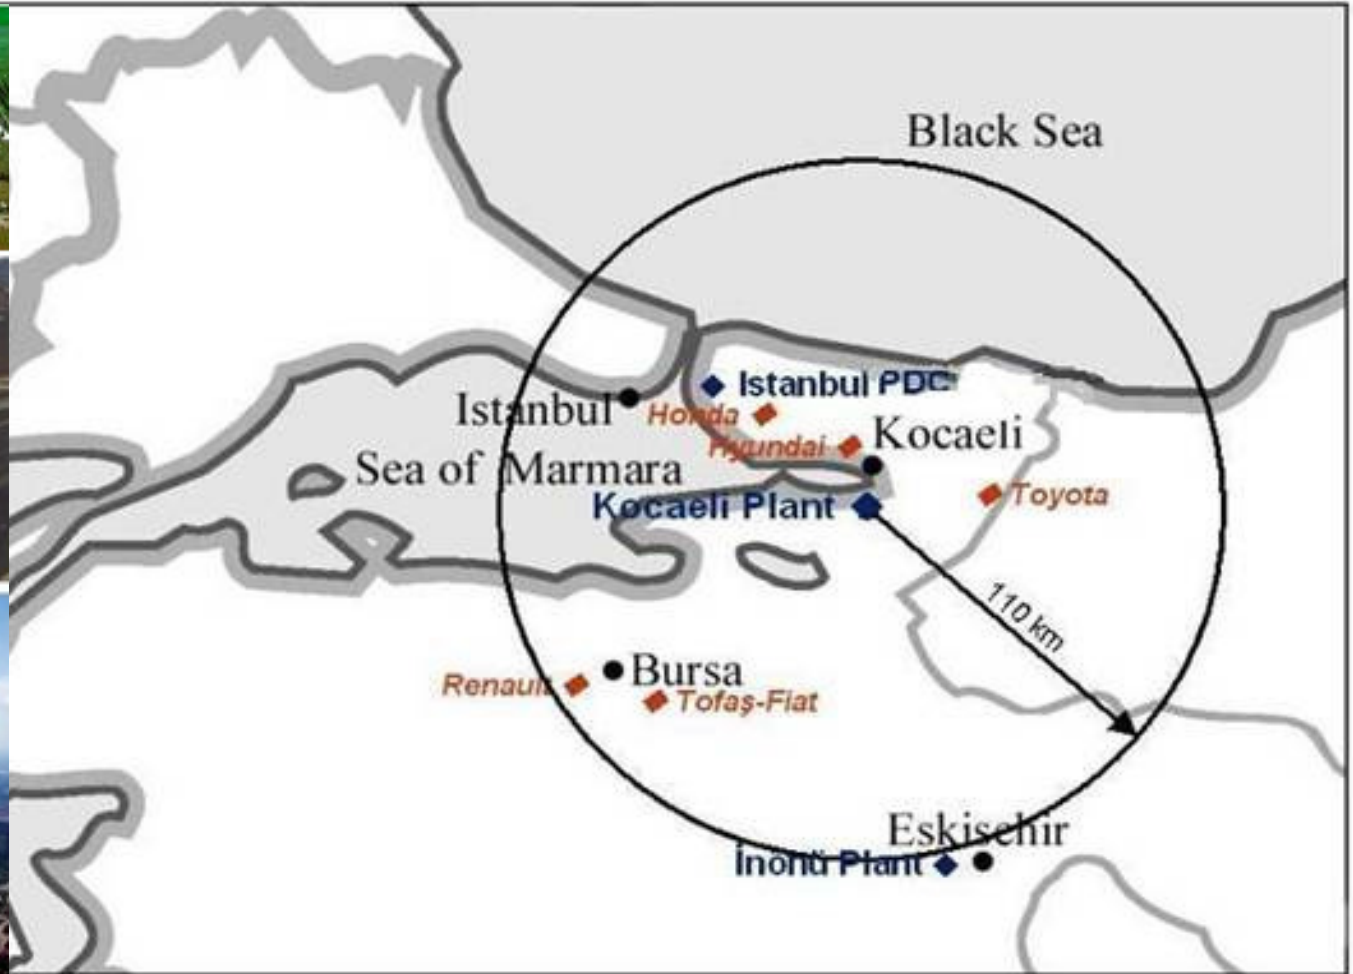 Black Sea
Istanbul PDC
Istanbul
Honda
Kocaeli
Hyundai
Sea of Marmara
Toyota
Kocaeli Plant
110 km
Bursa
Renault
Tofaş-Fiat
Eskisehir
İnönü Plant